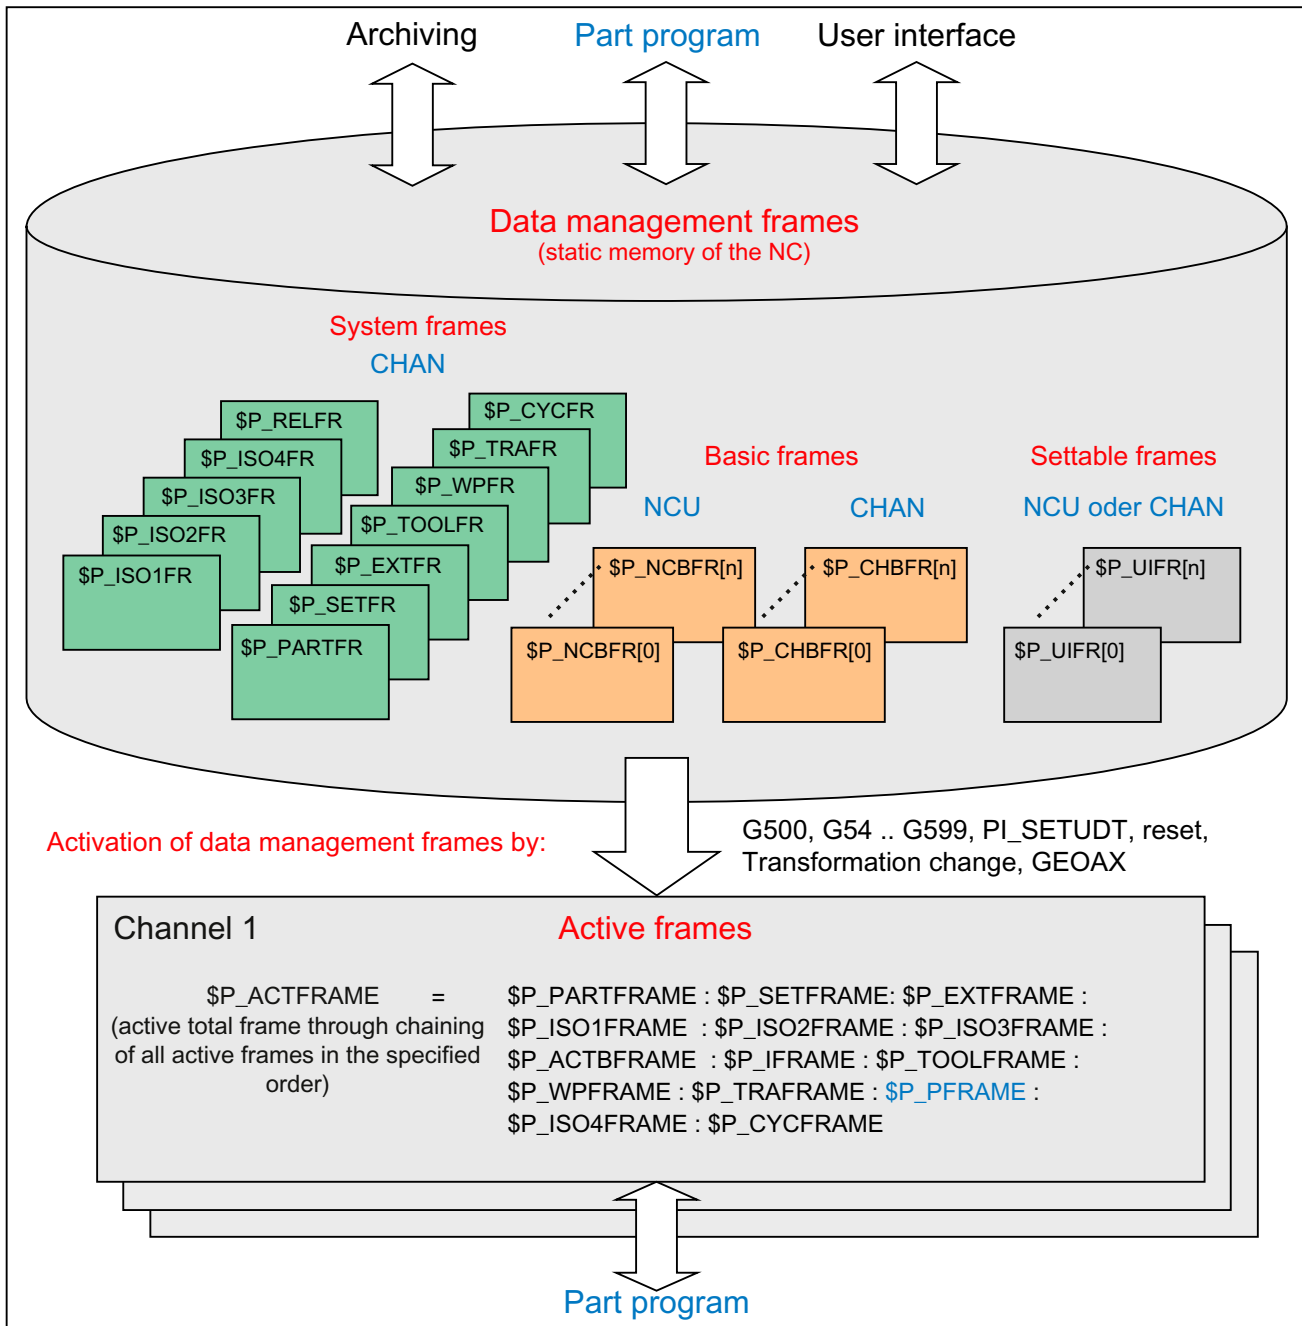 Archiving
Part program
User interface
Data management frames
(static memory of the NC)
System frames
CHAN
$P_RELFR
$P_ISO4FR
$P_ISO3FR
$P_ISO2FR
$P_ISO1FR
$P_CYCFR
$P_TRAFR
$P_WPFR
$P_TOOLFR
$P_EXTFR
$P_SETFR
$P_PARTFR
Basic frames
NCU
CHAN
$P_NCBFR[n]
$P_NCBFR[0]
$P_CHBFR[n]
$P_CHBFR[0]
Settable frames
NCU oder CHAN
$P_UIFR[n]
$P_UIFR[0]
Activation of data management frames by:
G500, G54 .. G599, PI_SETUDT, reset,
Transformation change, GEOAX
Channel 1
Active frames
$P_ACTFRAME =
(active total frame through chaining
of all active frames in the specified
order)
$P_PARTFRAME : $P_SETFRAME: $P_EXTFRAME :
$P_ISO1FRAME : $P_ISO2FRAME : $P_ISO3FRAME :
$P_ACTBFRAME : $P_IFRAME : $P_TOOLFRAME :
$P_WPFRAME : $P_TRAFRAME : $P_PFRAME :
$P_ISO4FRAME : $P_CYCFRAME
Part program